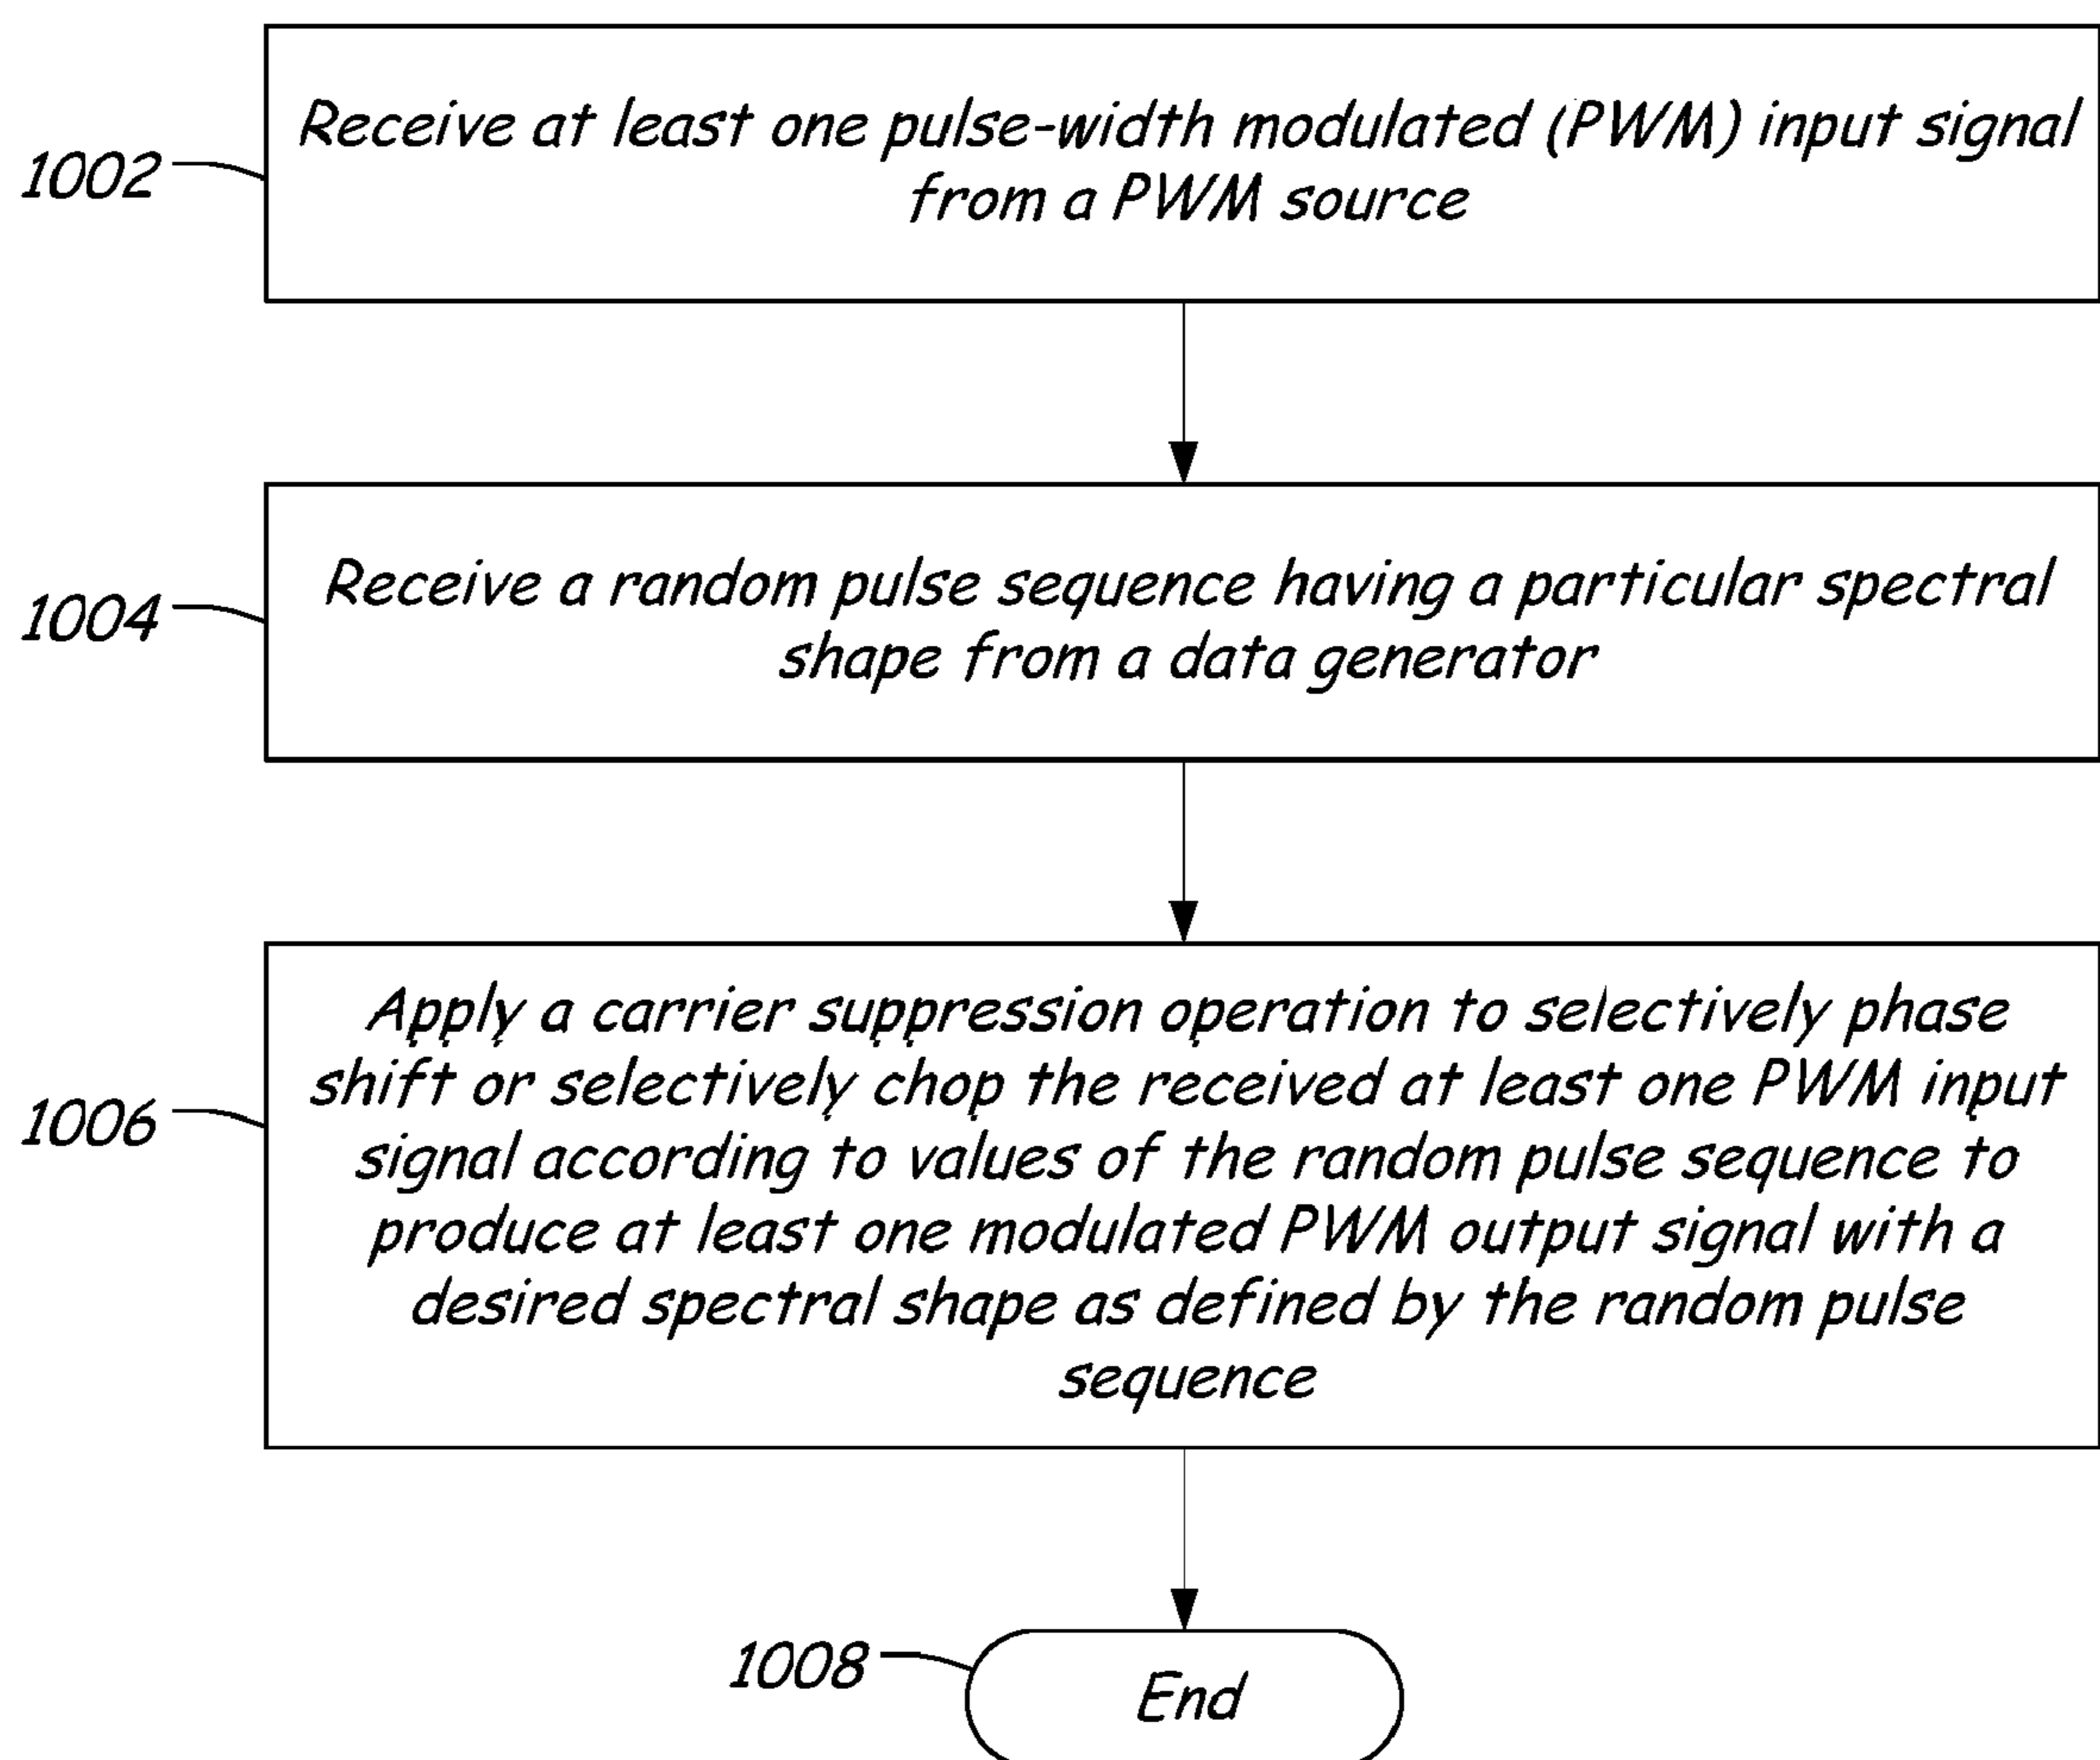 1002
Receive at least one pulse-width modulated (PWM) input signal
from a PWM source
1004
Receive a random pulse sequence having a particular spectral
shape from a data generator
1006
Apply a carrier suppression operation to selectively phase
shift or selectively chop the received at least one PWM input
signal according to values of the random pulse sequence to
produce at least one modulated PWM output signal with a
desired spectral shape as defined by the random pulse
sequence
1008
End